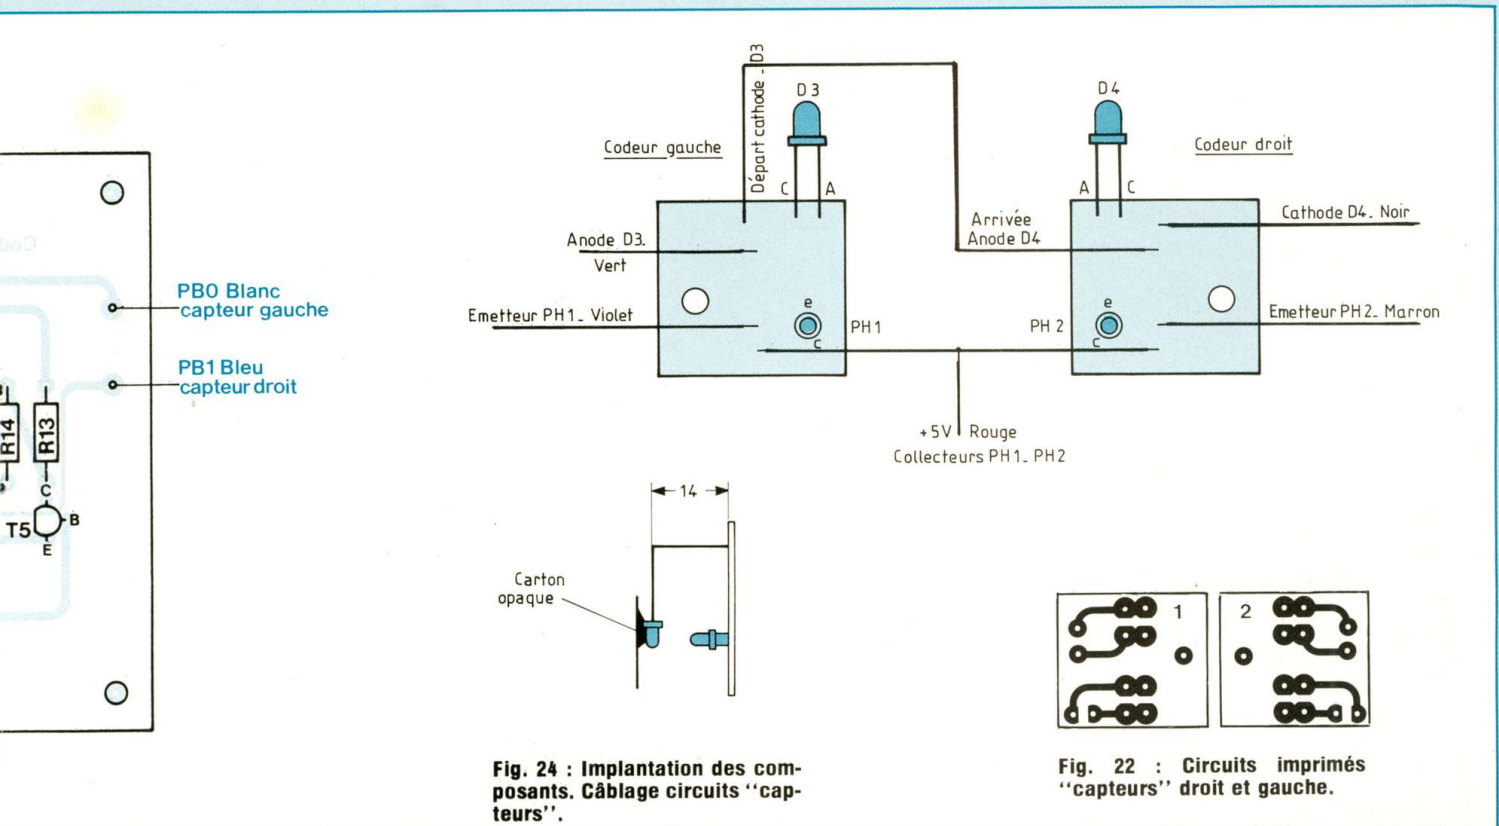 PB0 Blanc
capteur gauche
PB1 Bleu
capteur droit
R14
R13
C
T5
B
E
Départ cathode - D3
D3
D4
Codeur gauche
Codeur droit
C
A
A
C
Anode D3-
Vert
Arrivée
Anode D4
Cathode D4- Noir
Emetteur PH1- Violet
e
PH1
c
PH2
e
c
Emetteur PH2- Marron
+5V Rouge
Collecteurs PH1- PH2
14
Carton
opaque
1
2
Fig. 24 : Implantation des com-
posants. Câblage circuits ‘‘cap-
teurs’’.
Fig. 22 : Circuits imprimés
‘‘capteurs’’ droit et gauche.